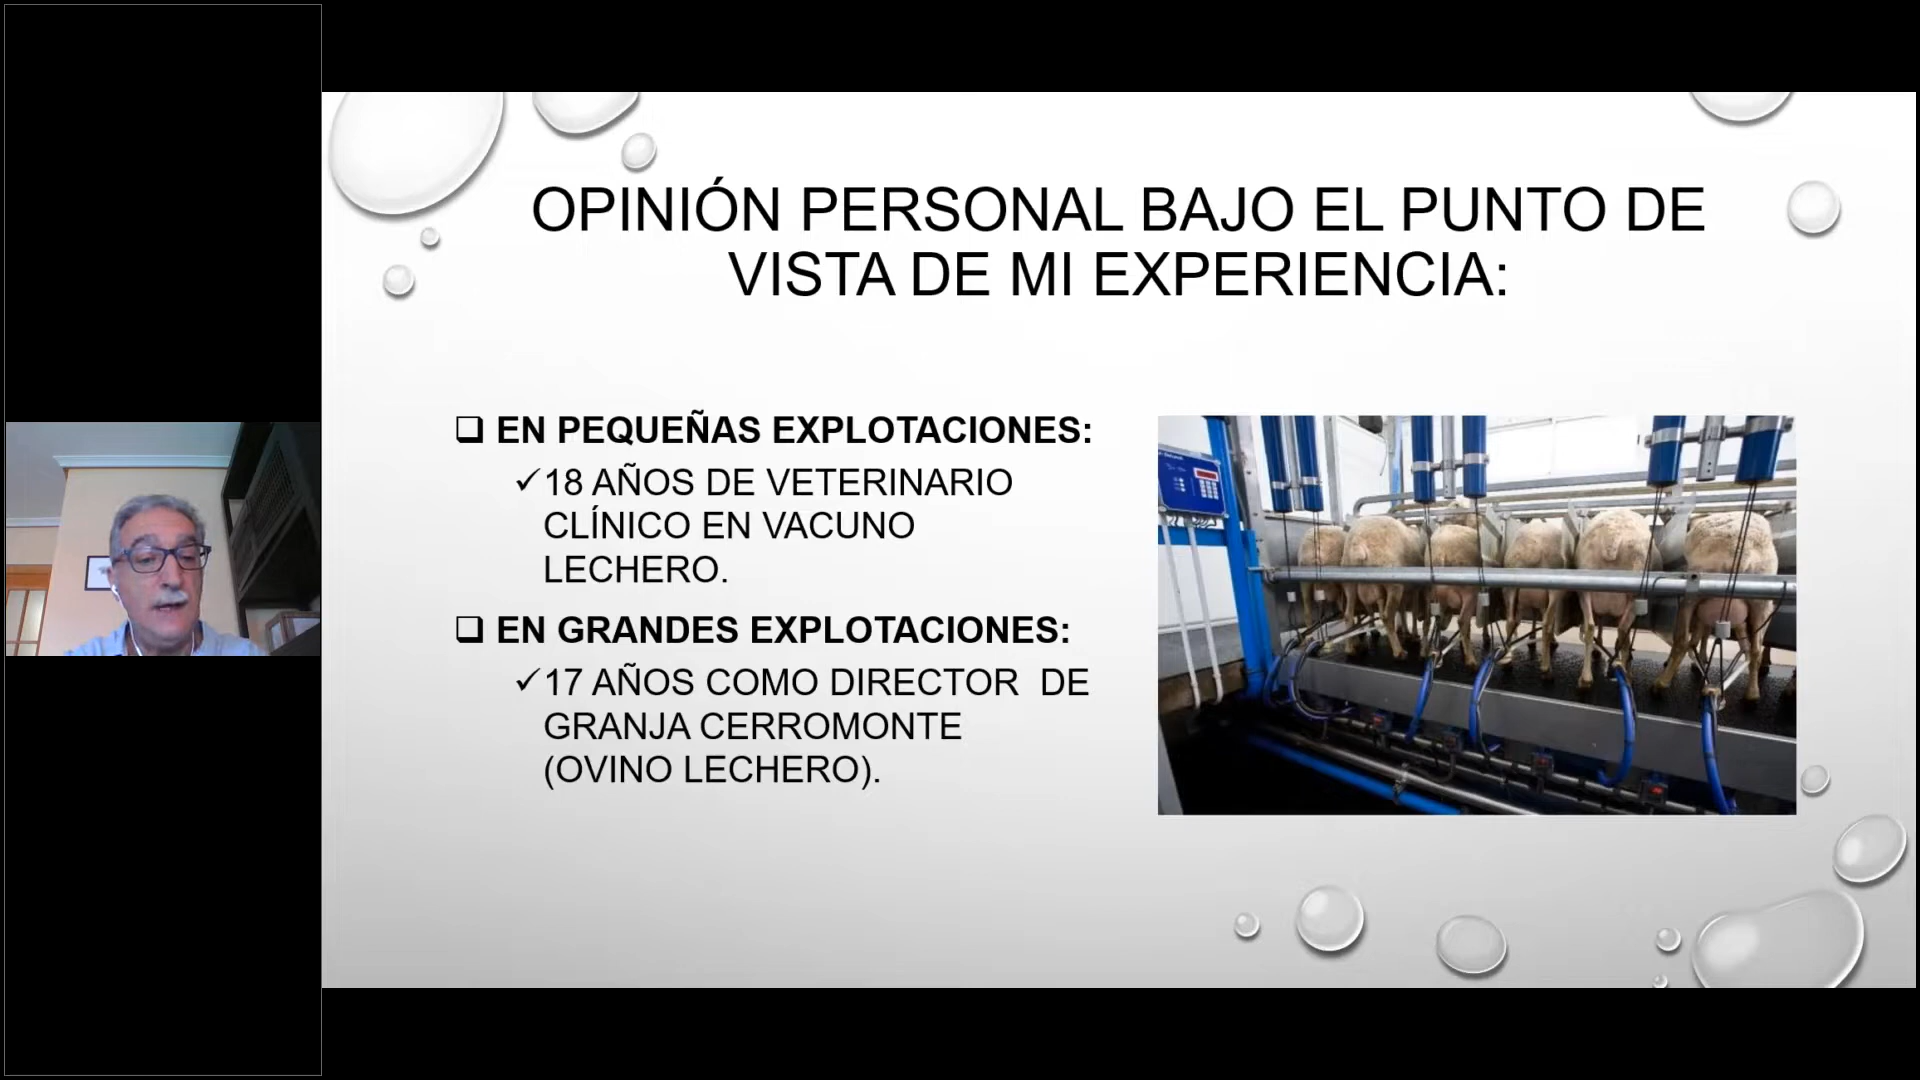 OPINIÓN PERSONAL BAJO EL PUNTO DE
VISTA DE MI EXPERIENCIA:
EN PEQUEÑAS EXPLOTACIONES:
18 AÑOS DE VETERINARIO
CLÍNICO EN VACUNO
LECHERO.
EN GRANDES EXPLOTACIONES:
17 AÑOS COMO DIRECTOR DE
GRANJA CERROMONTE
(OVINO LECHERO).